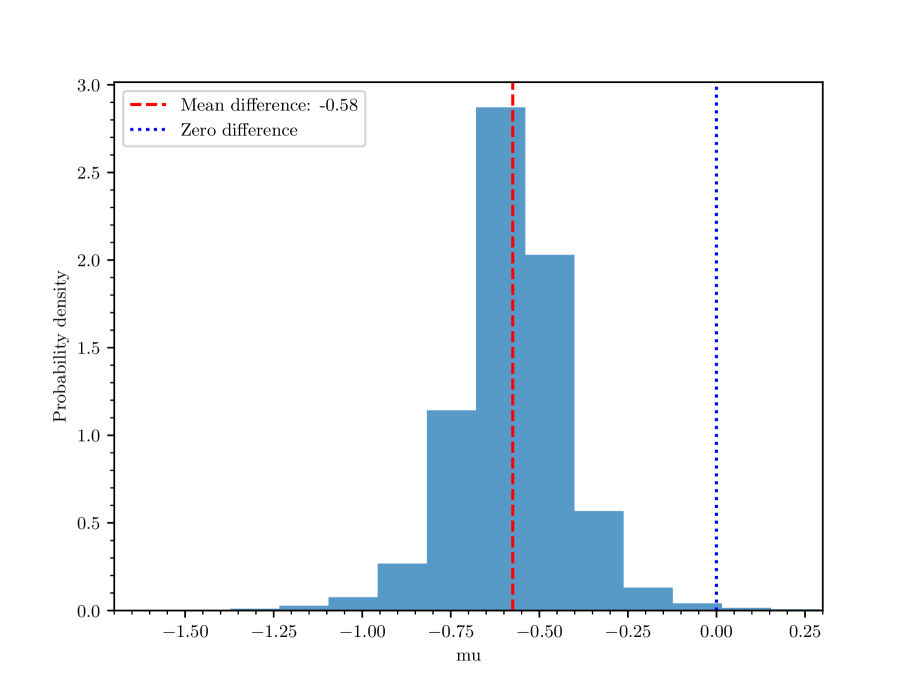 Mean difference: -0.58
Zero difference
Probability density
3.0
2.5
2.0
1.5
1.0
0.5
0.0
−1.50 −1.25 −1.00 −0.75 −0.50 −0.25 0.00 0.25
mu